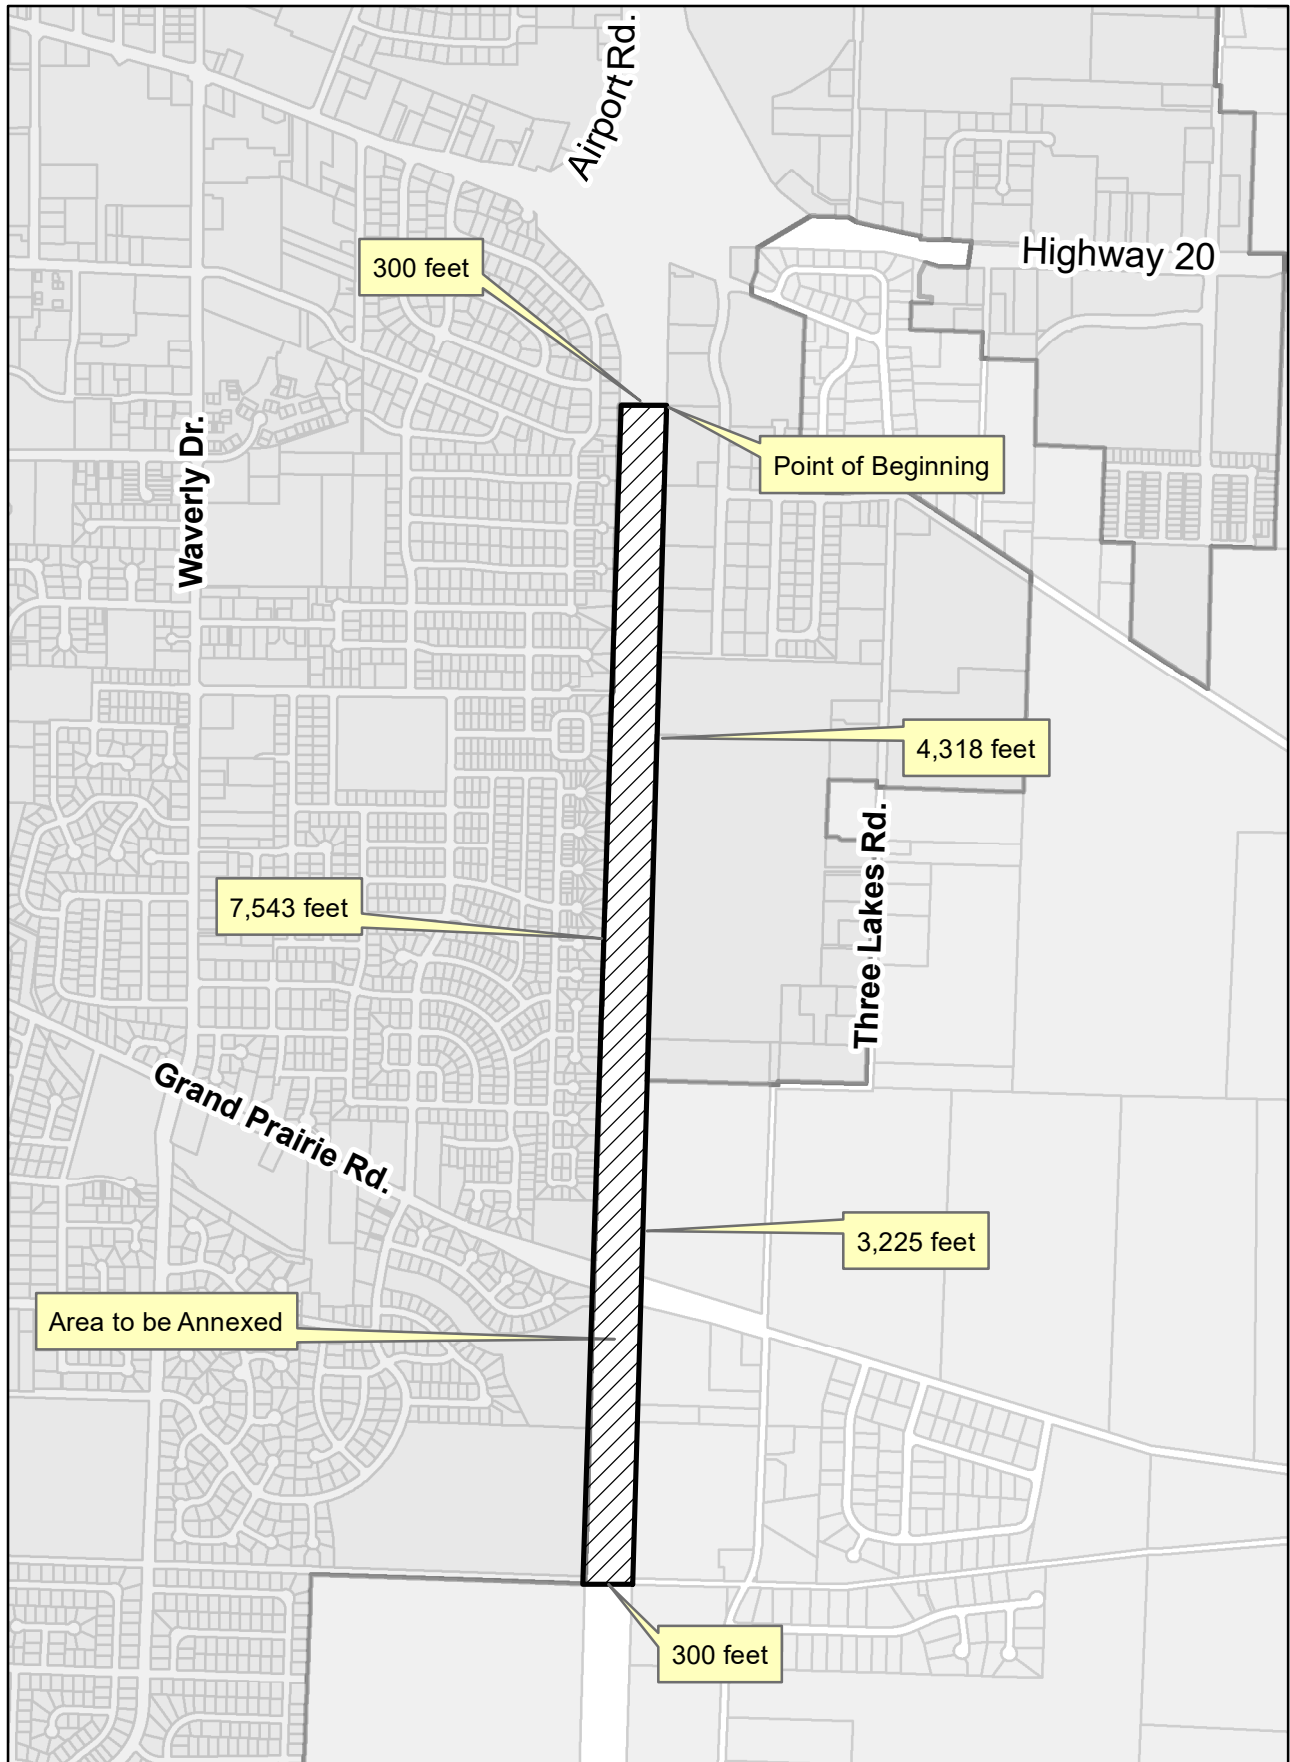 Airport Rd.
Highway 20
300 feet
Point of Beginning
Waverly Dr.
4,318 feet
7,543 feet
Three Lakes Rd.
Grand Prairie Rd.
3,225 feet
Area to be Annexed
300 feet